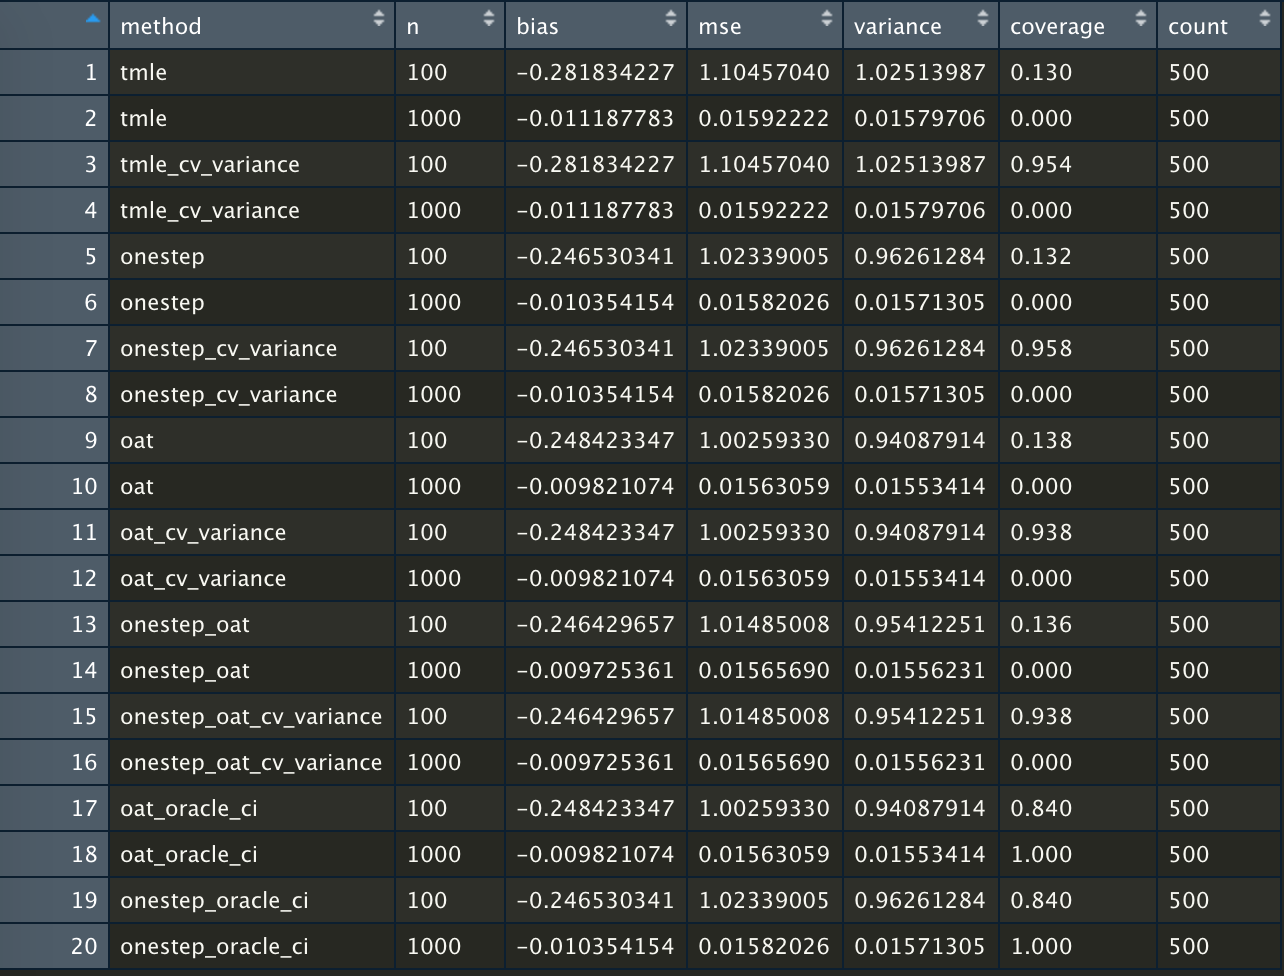 method n bias mse variance coverage count
1 tmle 100 -0.281834227 1.10457040 1.02513987 0.130 500
2 tmle 1000 -0.011187783 0.01592222 0.01579706 0.000 500
3 tmle_cv_variance 100 -0.281834227 1.10457040 1.02513987 0.954 500
4 tmle_cv_variance 1000 -0.011187783 0.01592222 0.01579706 0.000 500
5 onestep 100 -0.246530341 1.02339005 0.96261284 0.132 500
6 onestep 1000 -0.010354154 0.01582026 0.01571305 0.000 500
7 onestep_cv_variance 100 -0.246530341 1.02339005 0.96261284 0.958 500
8 onestep_cv_variance 1000 -0.010354154 0.01582026 0.01571305 0.000 500
9 oat 100 -0.248423347 1.00259330 0.94087914 0.138 500
10 oat 1000 -0.009821074 0.01563059 0.01553414 0.000 500
11 oat_cv_variance 100 -0.248423347 1.00259330 0.94087914 0.938 500
12 oat_cv_variance 1000 -0.009821074 0.01563059 0.01553414 0.000 500
13 onestep_oat 100 -0.246429657 1.01485008 0.95412251 0.136 500
14 onestep_oat 1000 -0.009725361 0.01565690 0.01556231 0.000 500
15 onestep_oat_cv_variance 100 -0.246429657 1.01485008 0.95412251 0.938 500
16 onestep_oat_cv_variance 1000 -0.009725361 0.01565690 0.01556231 0.000 500
17 oat_oracle_ci 100 -0.248423347 1.00259330 0.94087914 0.840 500
18 oat_oracle_ci 1000 -0.009821074 0.01563059 0.01553414 1.000 500
19 onestep_oracle_ci 100 -0.246530341 1.02339005 0.96261284 0.840 500
20 onestep_oracle_ci 1000 -0.010354154 0.01582026 0.01571305 1.000 500